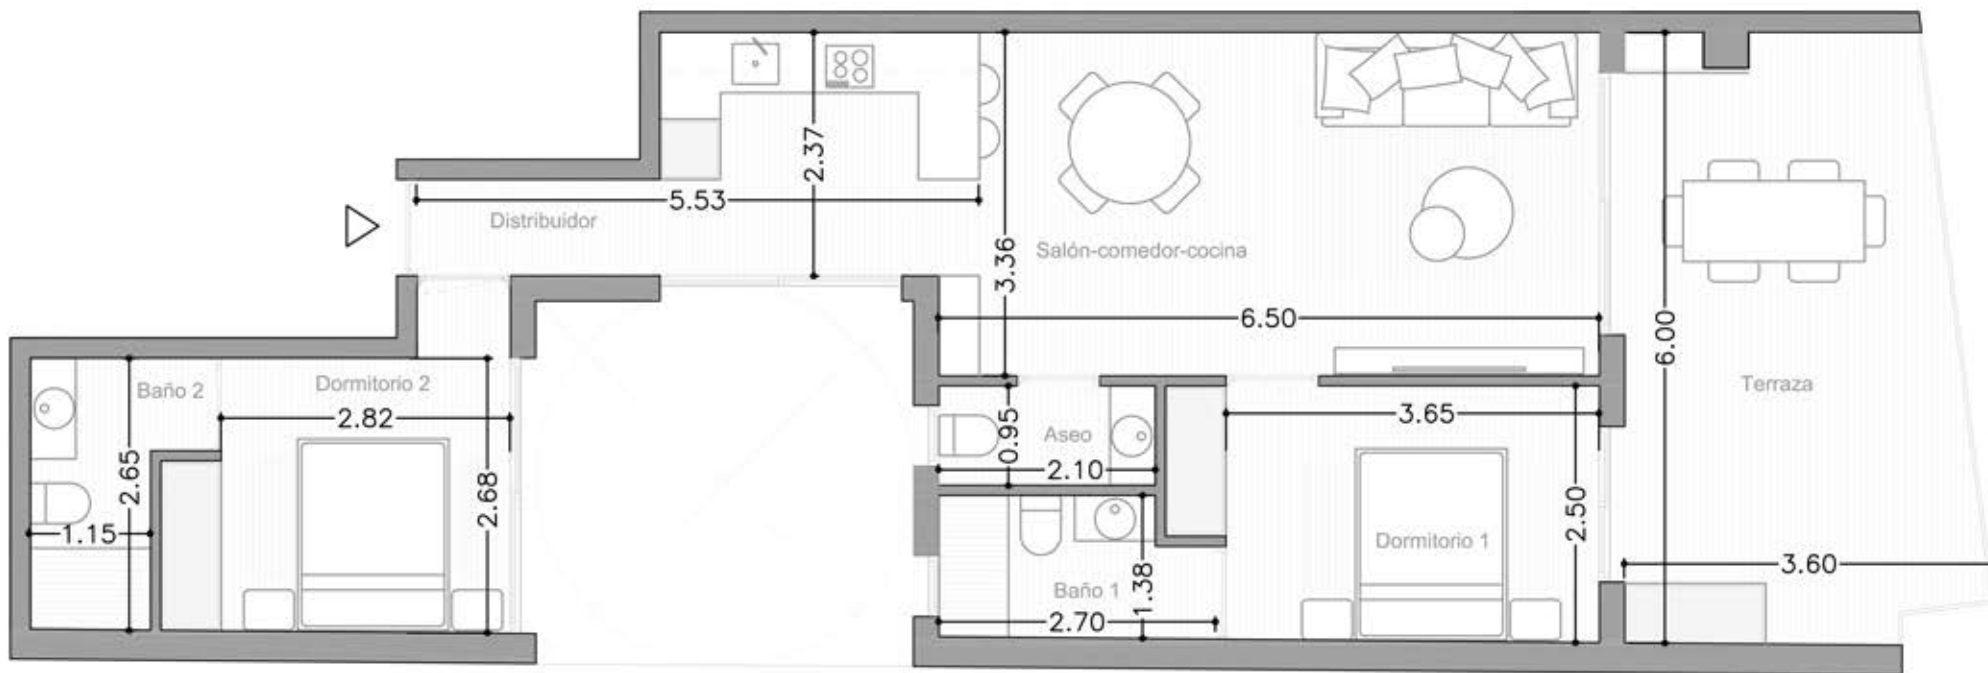 2.37
5.53
Distribuidor
3.36
Salón-comedor-cocina
6.50
6.00
Baño 2
Dormitorio 2
2.82
2.65
2.68
1.15
0.95
Aseo
2.10
3.65
Terraza
2.50
Dormitorio 1
3.60
Baño 1
1.38
2.70